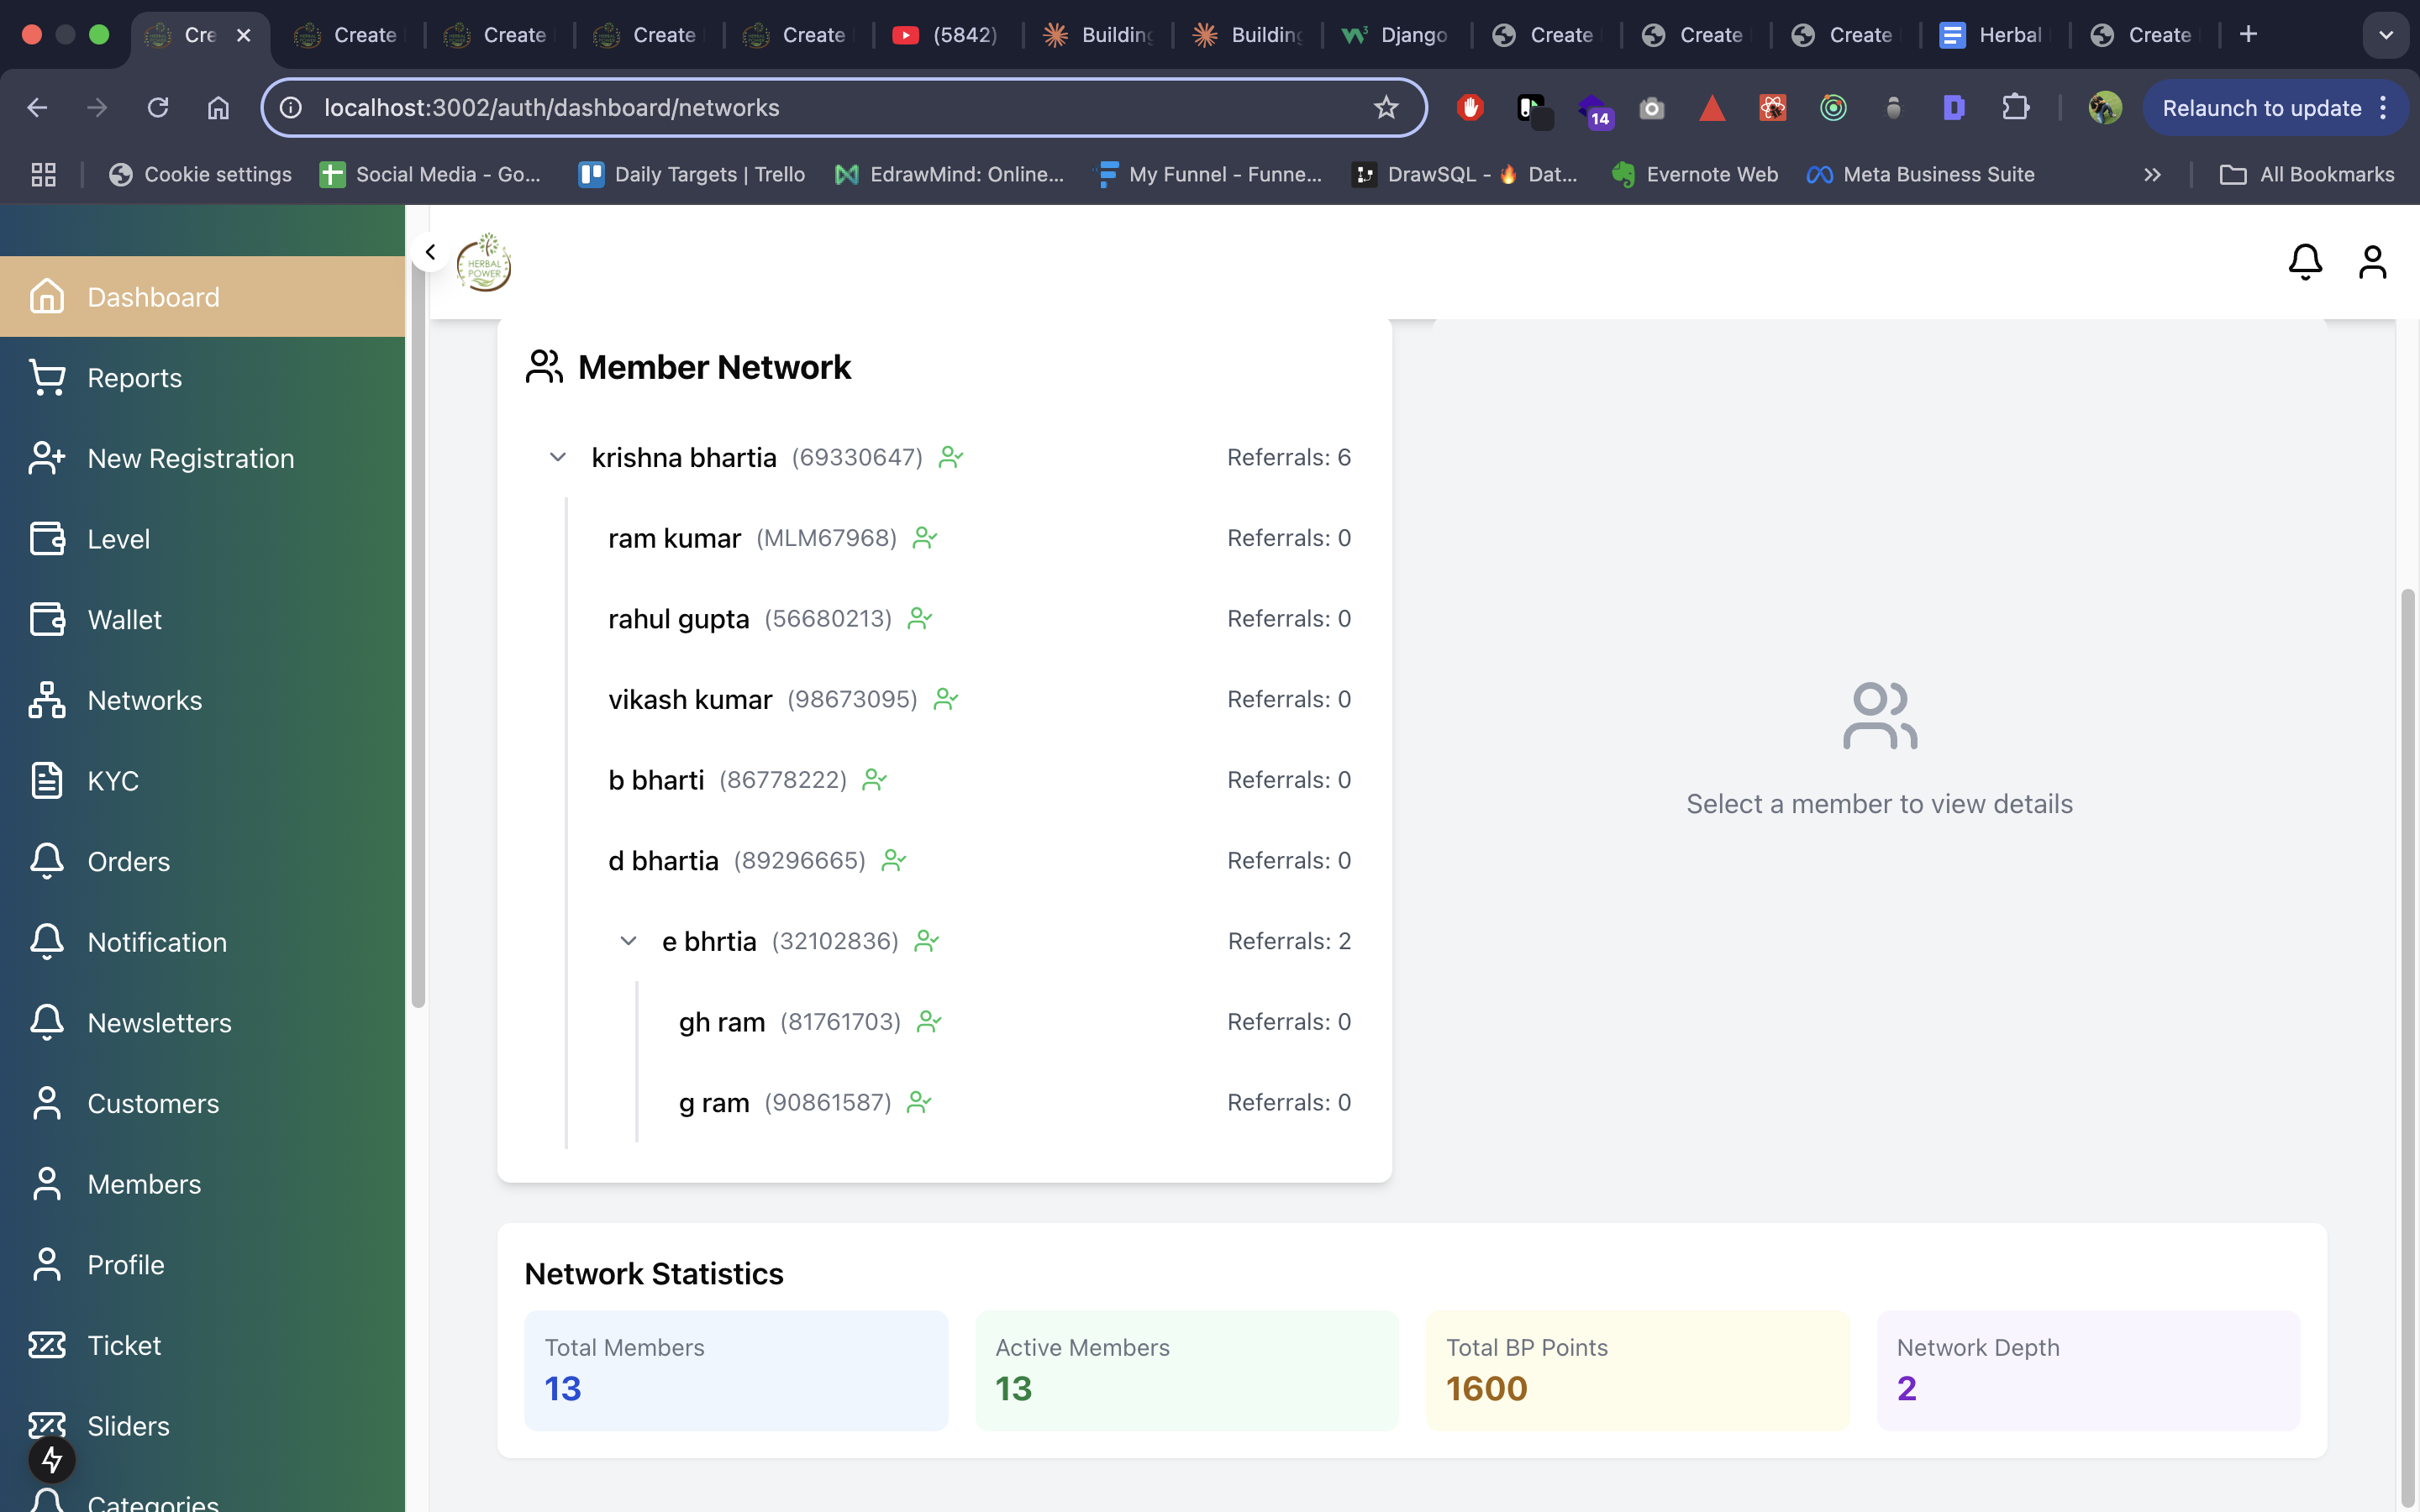 Cre
Create
Create
Create
Create
(5842)
Building
Building
Django
Create
Create
Create
Herbal
Create
localhost:3002/auth/dashboard/networks
14
Relaunch to update
Cookie settings
Social Media - Go...
Daily Targets | Trello
EdrawMind: Online...
My Funnel - Funne...
DrawSQL - 🔥 Dat...
Evernote Web
Meta Business Suite
All Bookmarks
HERBAL
POWER
Dashboard
Reports
New Registration
Level
Wallet
Networks
KYC
Orders
Notification
Newsletters
Customers
Members
Profile
Ticket
Sliders
Categories
Member Network
krishna bhartia (69330647) Referrals: 6
ram kumar (MLM67968) Referrals: 0
rahul gupta (56680213) Referrals: 0
vikash kumar (98673095) Referrals: 0
b bharti (86778222) Referrals: 0
d bhartia (89296665) Referrals: 0
e bhrtia (32102836) Referrals: 2
gh ram (81761703) Referrals: 0
g ram (90861587) Referrals: 0
Select a member to view details
Network Statistics
Total Members
13
Active Members
13
Total BP Points
1600
Network Depth
2